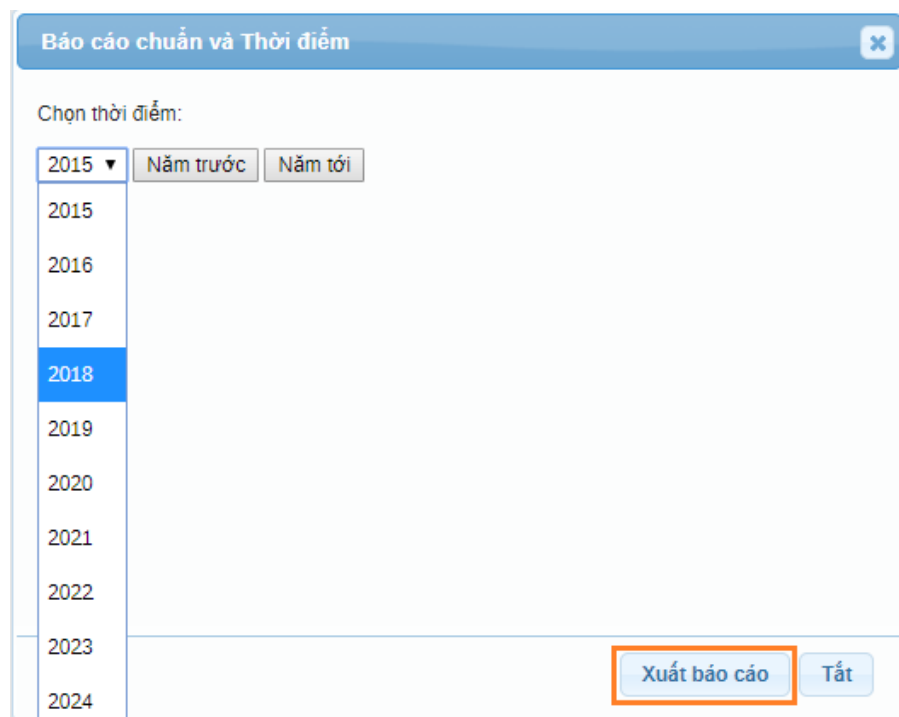 Báo cáo chuẩn và Thời điểm
Chọn thời điểm:
2015 Năm trước Năm tới
2015
2016
2017
2018
2019
2020
2021
2022
2023
2024
Xuất báo cáo Tắt